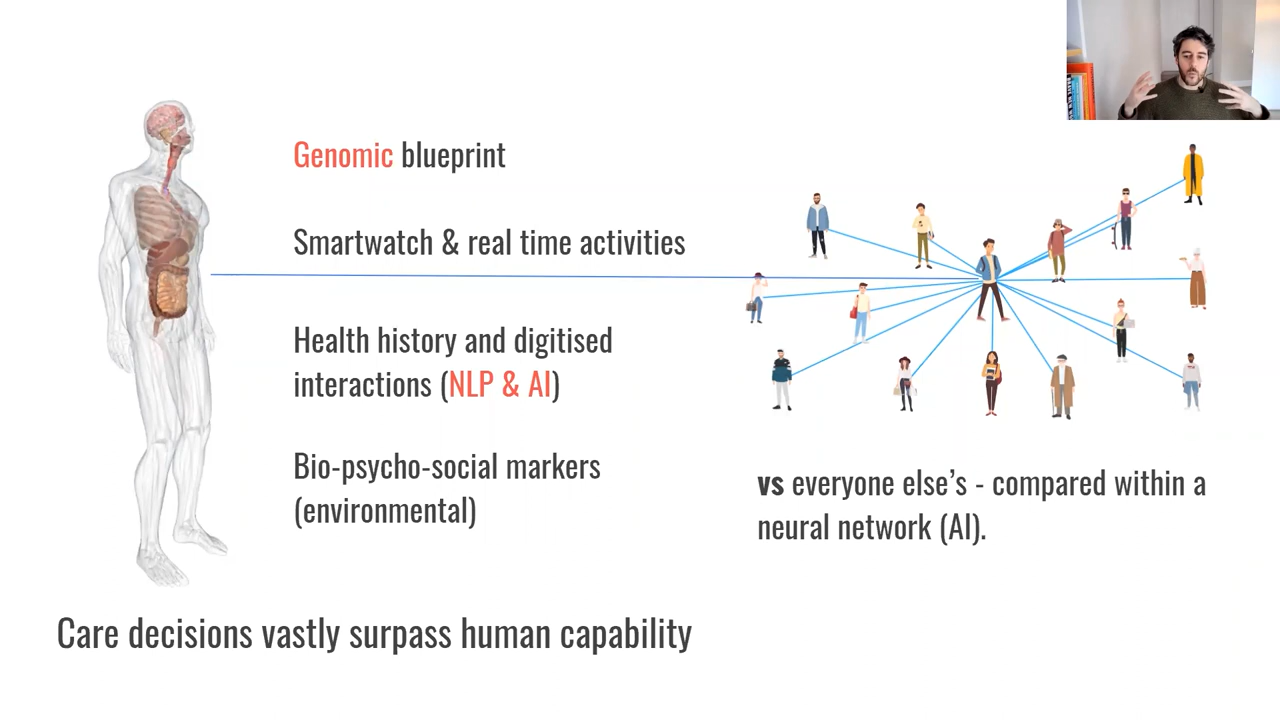 Genomic blueprint
Smartwatch & real time activities
Health history and digitised
interactions (NLP & AI)
Bio-psycho-social markers
(environmental)
vs everyone else’s - compared within a
neural network (AI).
Care decisions vastly surpass human capability